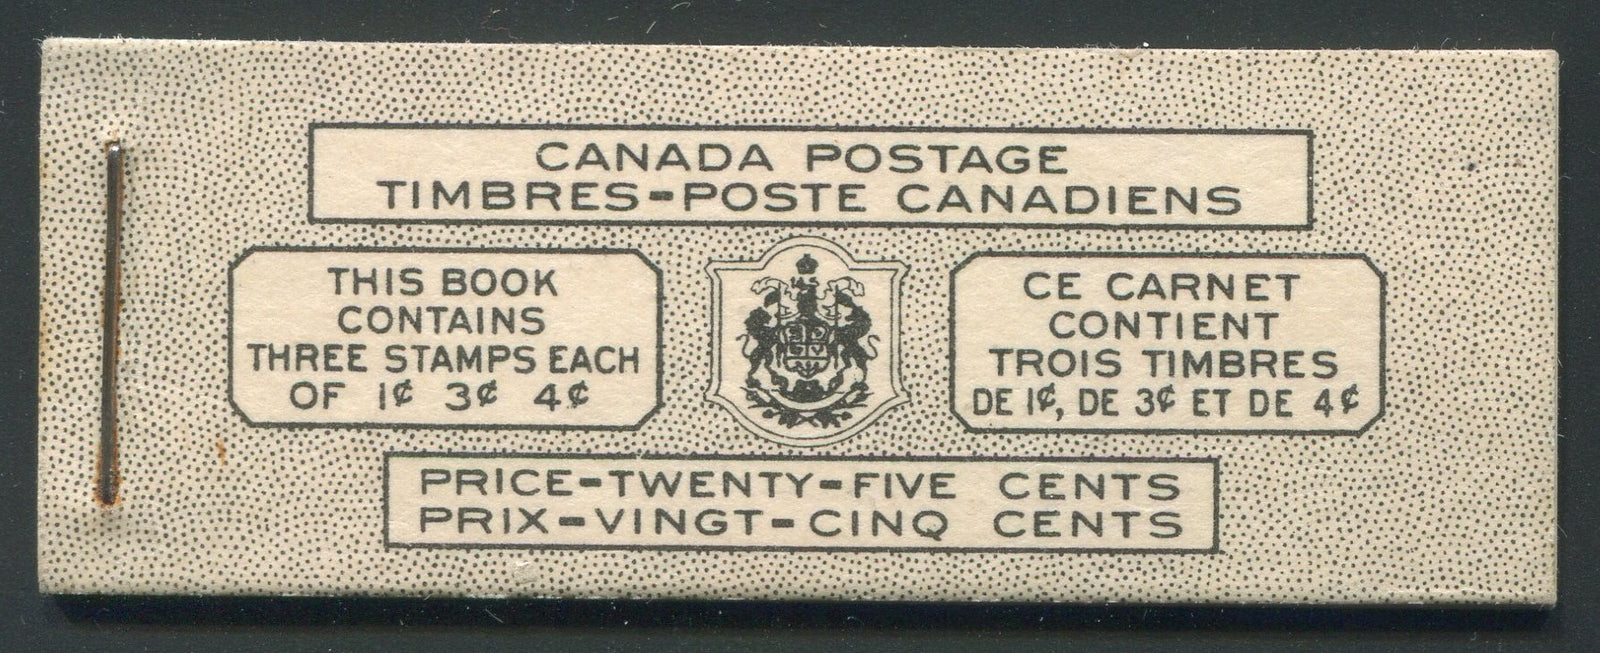 CANADA POSTAGE
TIMBRES-POSTE CANADIENS
THIS BOOK
CONTAINS
THREE STAMPS EACH
OF 1¢ 3¢ 4¢
CE CARNET
CONTIENT
TROIS TIMBRES
DE 1¢, DE 3¢ ET DE 4¢
PRICE-TWENTY-FIVE CENTS
PRIX-VINGT-CINQ CENTS